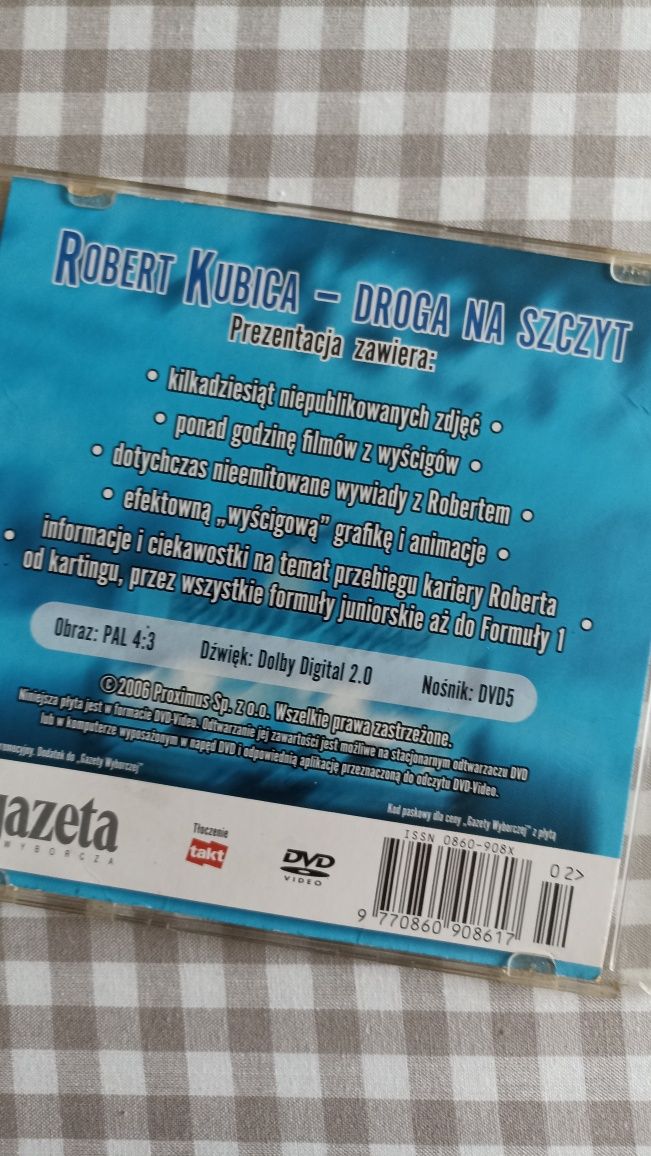 ROBERT KUBICA – DROGA NA SZCZYT
Prezentacja zawiera:
• kilkadziesiąt niepublikowanych zdjęć •
• ponad godzinę filmów z wyścigów •
• dotychczas nieemitowane wywiady z Robertem •
• efektowną „wyścigową” grafikę i animacje •
• informacje i ciekawostki na temat przebiegu kariery Roberta •
od kartingu, przez wszystkie formuły juniorskie aż do Formuły 1
Obraz: PAL 4:3 Dźwięk: Dolby Digital 2.0 Nośnik: DVD5
©2006 Proximus Sp. z o.o. Wszelkie prawa zastrzeżone.
Niniejsza płyta jest w formacie DVD-Video. Odtwarzanie jej zawartości jest możliwe na stacjonarnym odtwarzaczu DVD
lub w komputerze wyposażonym w napęd DVD i odpowiednią aplikację przeznaczoną do odczytu DVD-Video.
romocyjny. Dodatek do „Gazety Wyborczej”
Kod paskowy dla ceny „Gazety Wyborczej” z płytą
gazeta
WYBORCZA
Tłoczenie
takt
DVD
VIDEO
ISSN 0860-908X
02>
9 770860 908617